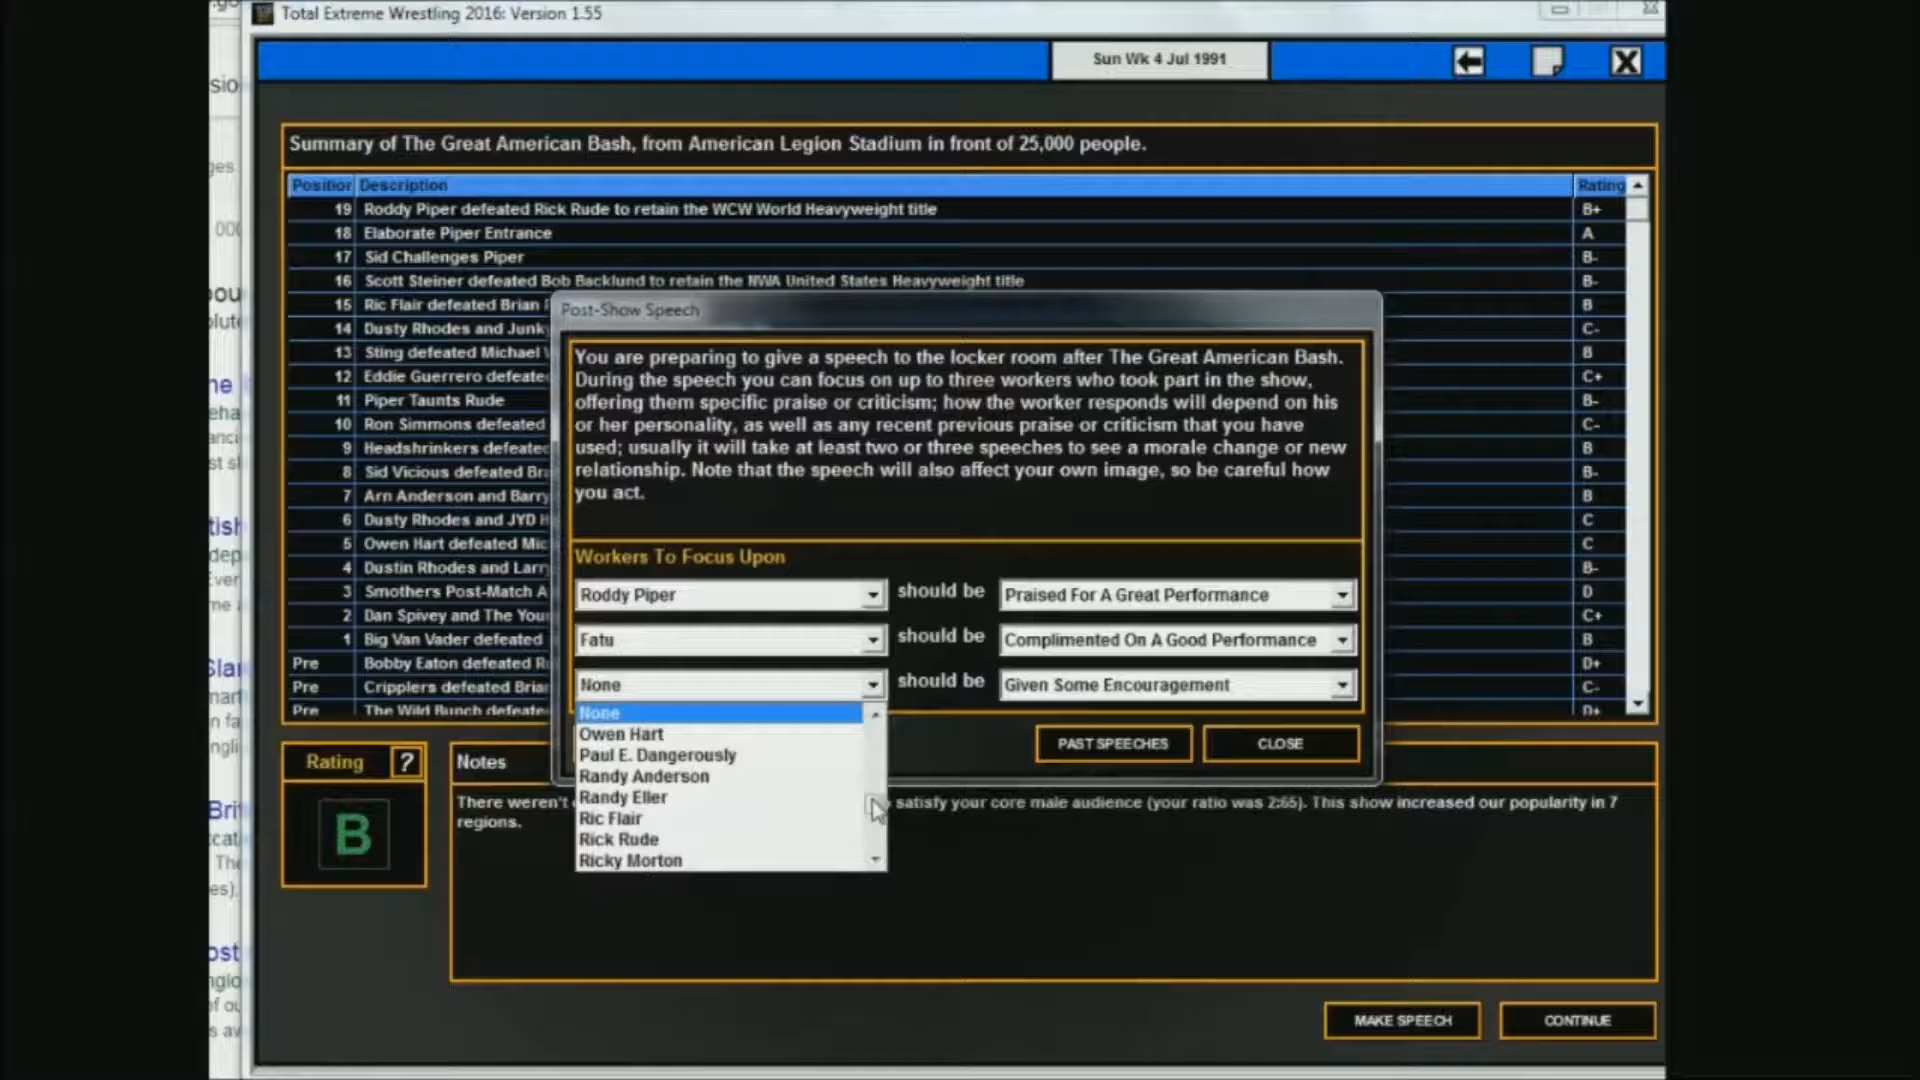 Total Extreme Wrestling 2016: Version 1.55
Sun Wk 4 Jul 1991
Summary of The Great American Bash, from American Legion Stadium in front of 25,000 people.
Position Description Rating
19 Roddy Piper defeated Rick Rude to retain the WCW World Heavyweight title B+
18 Elaborate Piper Entrance A
17 Sid Challenges Piper B-
16 Scott Steiner defeated Bob Backlund to retain the NWA United States Heavyweight title B-
15 Ric Flair defeated Brian B
14 Dusty Rhodes and Junk C-
13 Sting defeated Michael B
12 Eddie Guerrero defeate C+
11 Piper Taunts Rude B-
10 Ron Simmons defeated C-
9 Headshrinkers defeate B
8 Sid Vicious defeated Bra B-
7 Arn Anderson and Barry B
6 Dusty Rhodes and JYD C
5 Owen Hart defeated Mic C
4 Dustin Rhodes and Larry B-
3 Smothers Post-Match A D
2 Dan Spivey and The You C+
1 Big Van Vader defeated B
Pre Bobby Eaton defeated R D+
Pre Cripplers defeated Brian C-
Pre The Wild Bunch defeate D+
Post-Show Speech
You are preparing to give a speech to the locker room after The Great American Bash.
During the speech you can focus on up to three workers who took part in the show,
offering them specific praise or criticism; how the worker responds will depend on his
or her personality, as well as any recent previous praise or criticism that you have
used; usually it will take at least two or three speeches to see a morale change or new
relationship. Note that the speech will also affect your own image, so be careful how
you act.
Workers To Focus Upon
Roddy Piper should be Praised For A Great Performance
Fatu should be Complimented On A Good Performance
None should be Given Some Encouragement
None
Owen Hart
Paul E. Dangerously
Randy Anderson
Randy Eller
Ric Flair
Rick Rude
Ricky Morton
PAST SPEECHES CLOSE
Rating ?
B
Notes
There weren't satisfy your core male audience (your ratio was 2:65). This show increased our popularity in 7
regions.
MAKE SPEECH CONTINUE